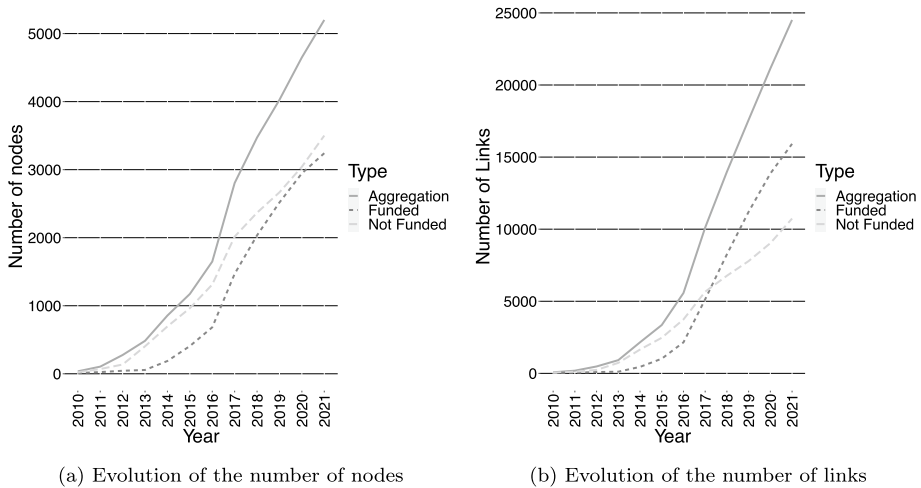 Number of nodes
5000
4000
3000
2000
1000
0
2010 2011 2012 2013 2014 2015 2016 2017 2018 2019 2020 2021
Year
Type
Aggregation
Funded
Not Funded
(a) Evolution of the number of nodes
Number of Links
25000
20000
15000
10000
5000
0
2010 2011 2012 2013 2014 2015 2016 2017 2018 2019 2020 2021
Year
Type
Aggregation
Funded
Not Funded
(b) Evolution of the number of links